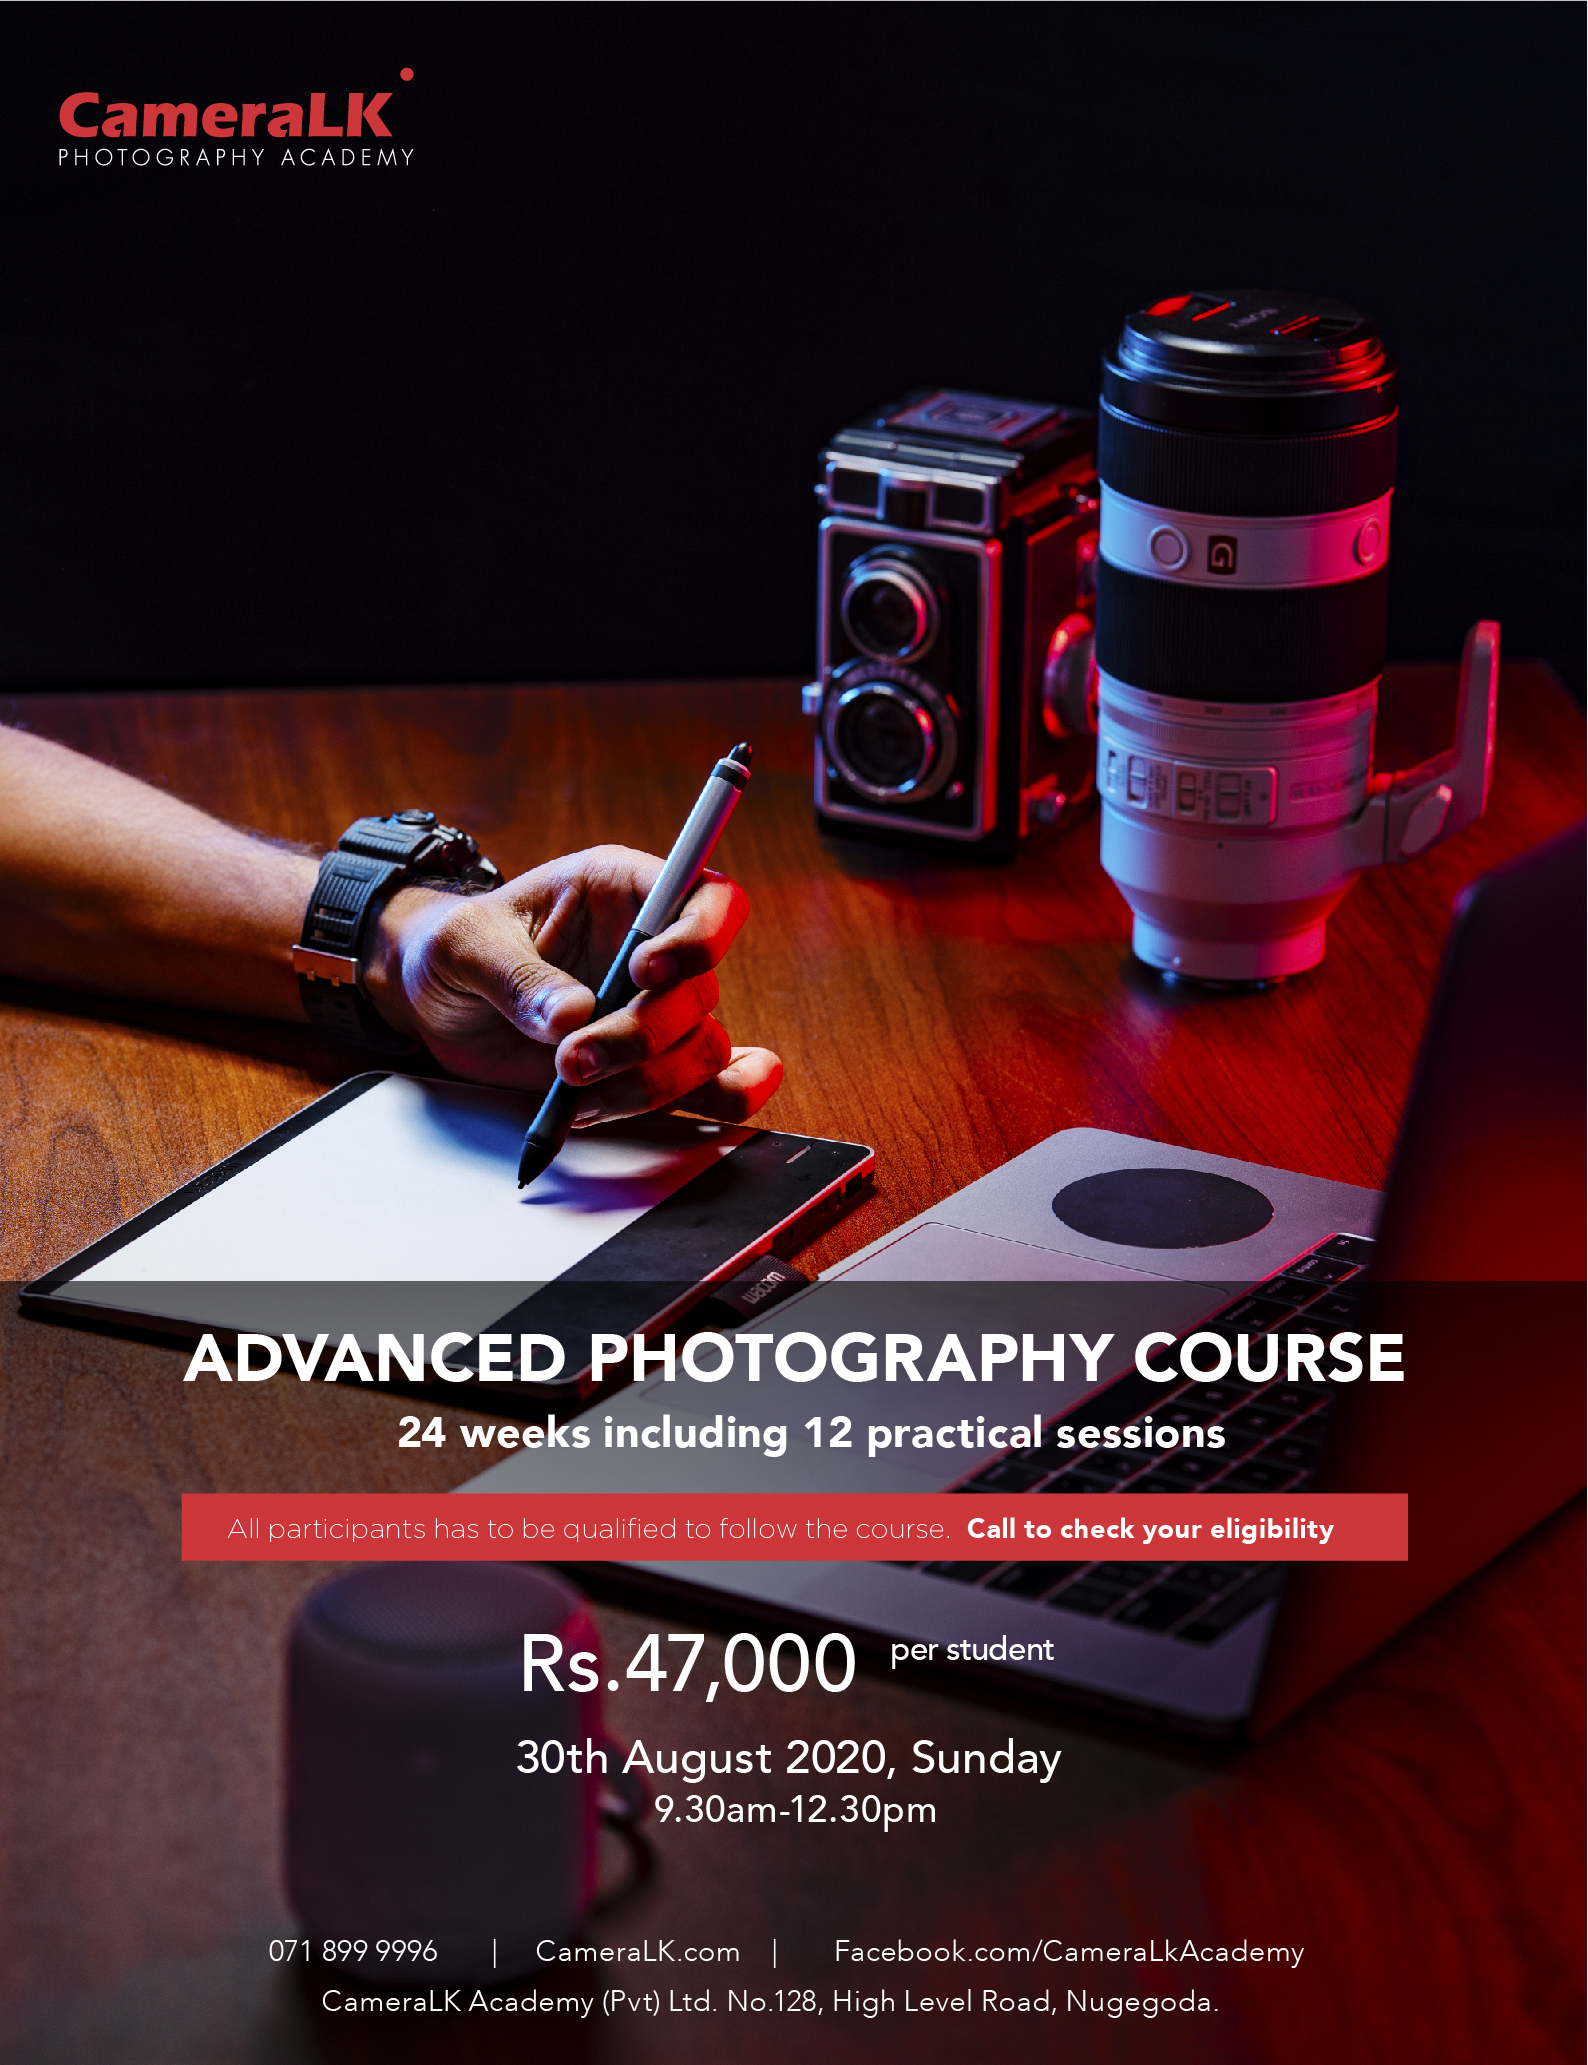 CameraLK
PHOTOGRAPHY ACADEMY
SONY
G
wacom
ADVANCED PHOTOGRAPHY COURSE
24 weeks including 12 practical sessions
All participants has to be qualified to follow the course. Call to check your eligibility
Rs.47,000 per student
30th August 2020, Sunday
9.30am-12.30pm
071 899 9996 | CameraLK.com | Facebook.com/CameraLkAcademy
CameraLK Academy (Pvt) Ltd. No.128, High Level Road, Nugegoda.